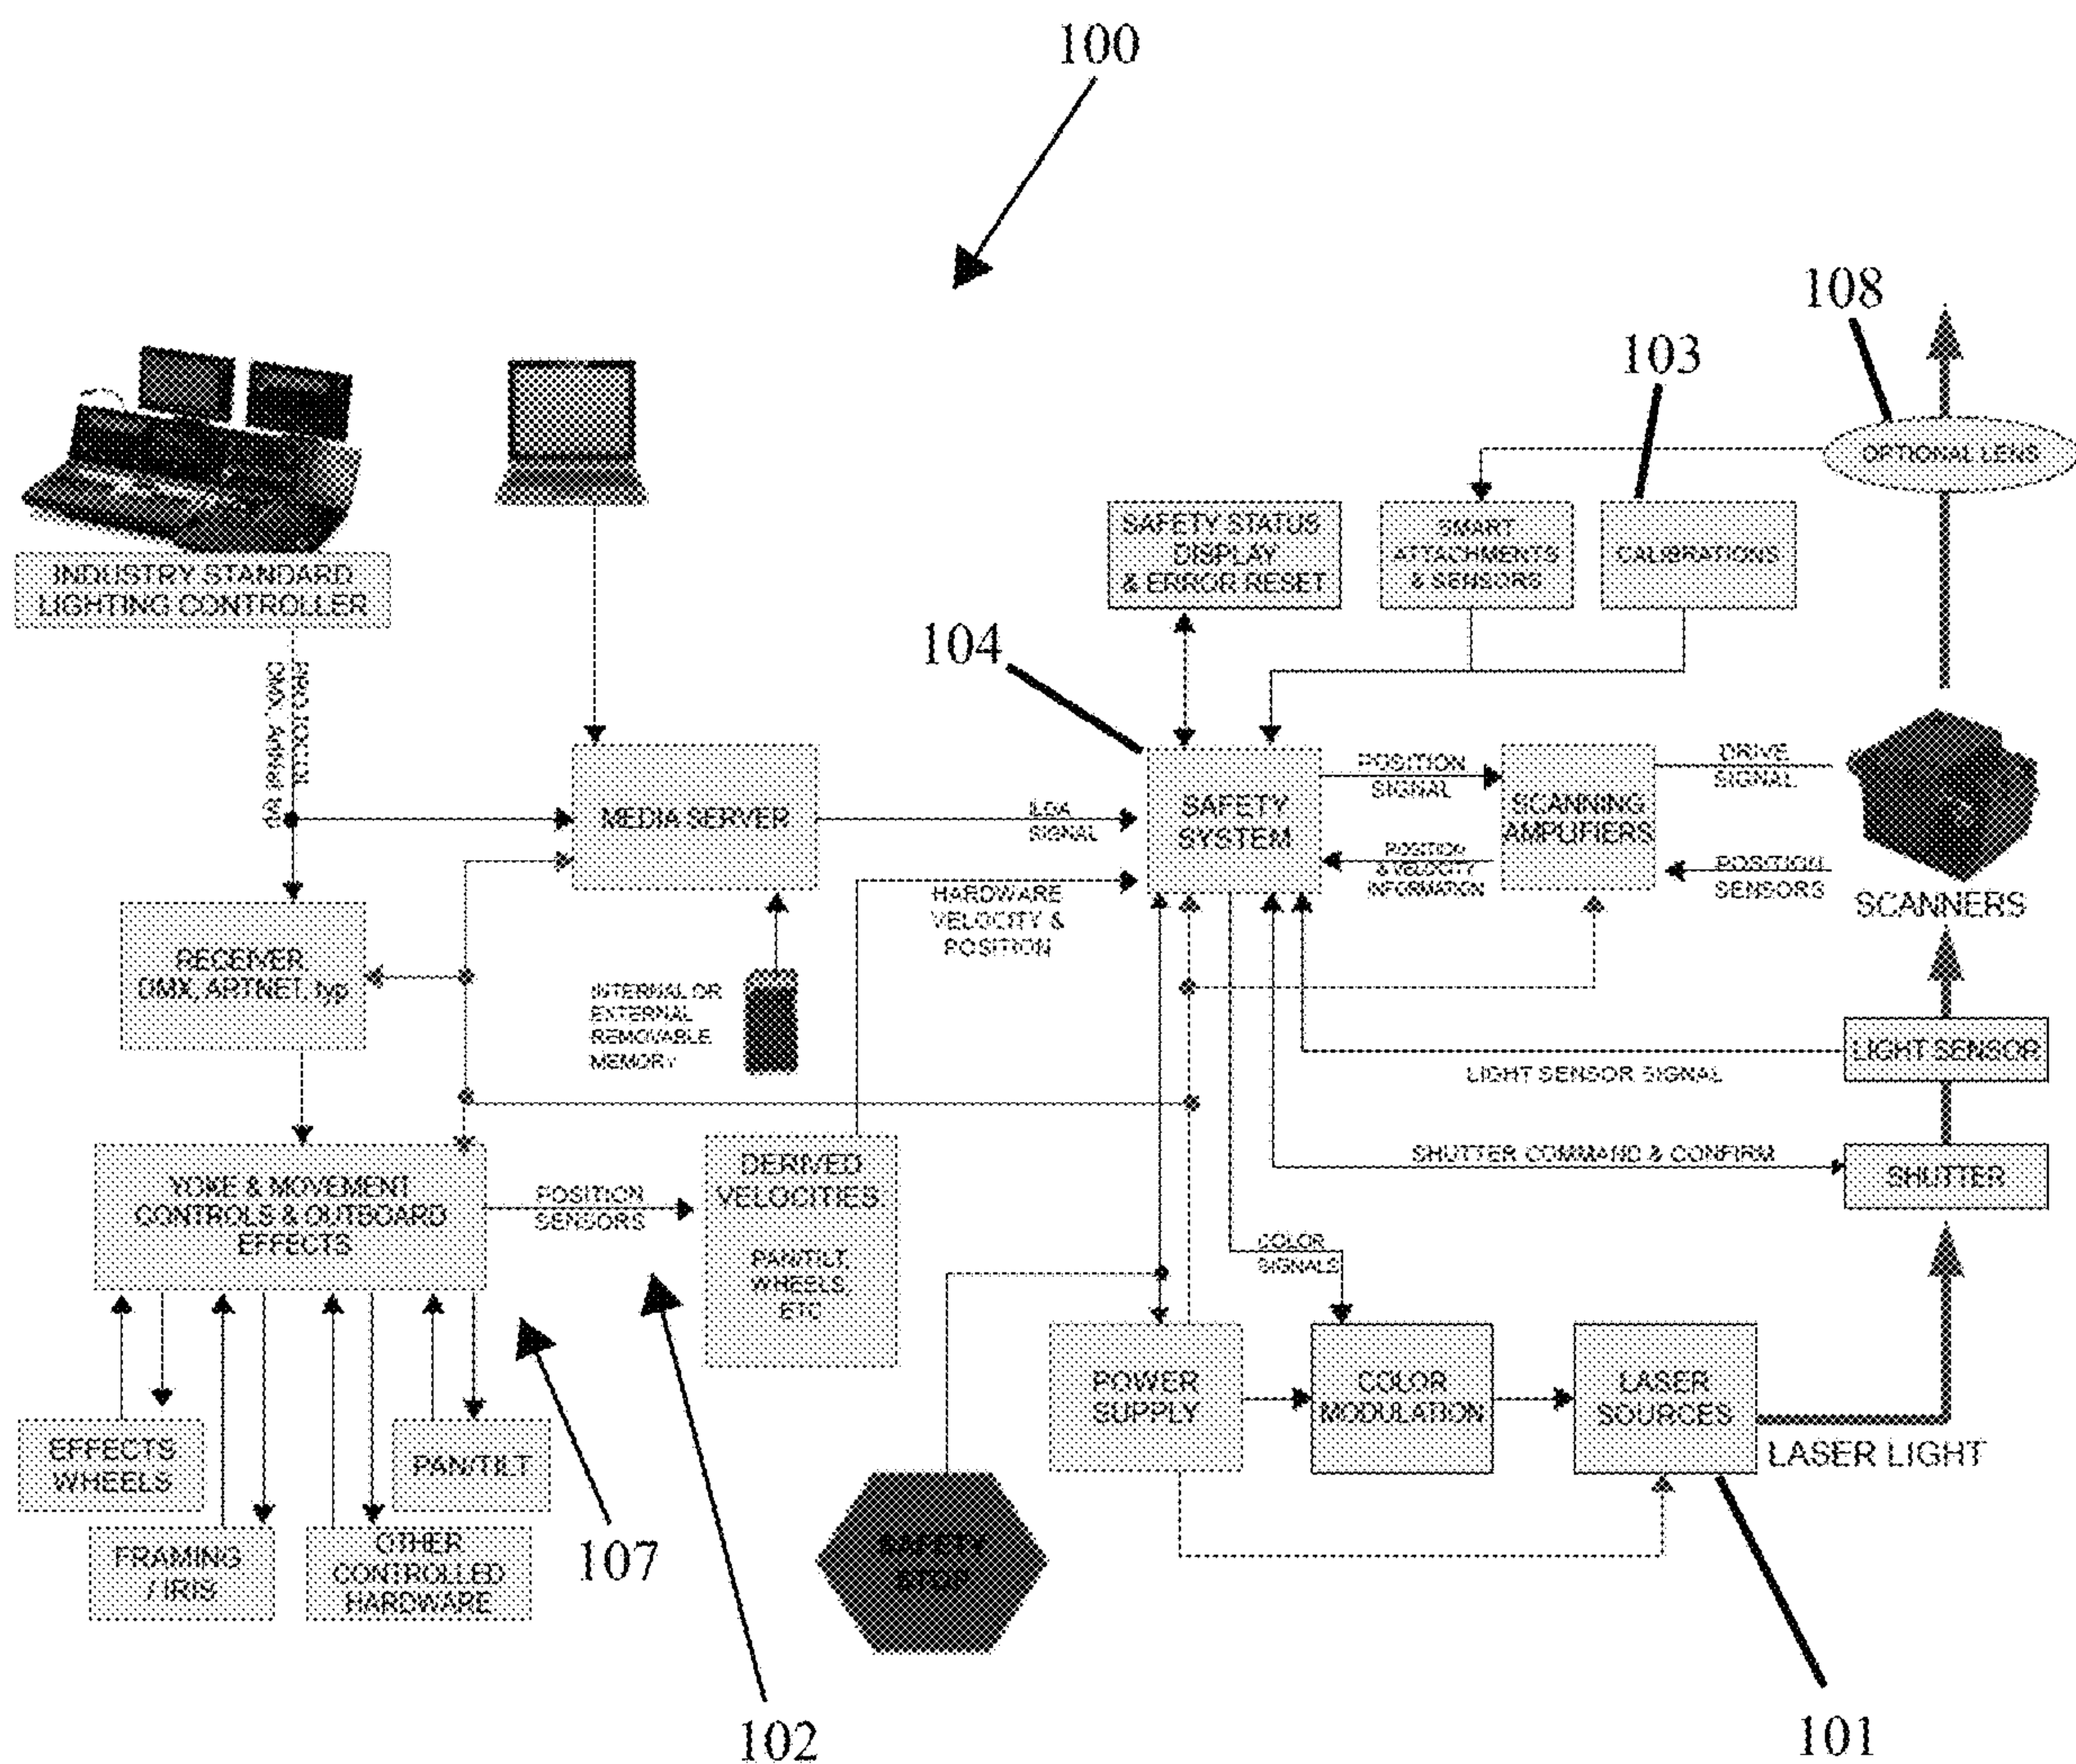 100
108
103
OPTIONAL LENS
SAFETY STATUS
DISPLAY
& ERROR RESET
SMART
ATTACHMENTS
& SENSORS
CALIBRATIONS
INDUSTRY STANDARD
LIGHTING CONTROLLER
104
PROTOCOL
DMX, Artnet typ
MEDIA SERVER
ILDA
SIGNAL
SAFETY
SYSTEM
POSITION
SIGNAL
POSITION
& VELOCITY
INFORMATION
SCANNING
AMPLIFIERS
DRIVE
SIGNAL
POSITION
SENSORS
SCANNERS
HARDWARE
VELOCITY &
POSITION
RECEIVER
DMX, ARTNET, typ
INTERNAL OR
EXTERNAL
REMOVABLE
MEMORY
LIGHT SENSOR
LIGHT SENSOR SIGNAL
SHUTTER COMMAND & CONFIRM
SHUTTER
YOKE & MOVEMENT
CONTROLS & OUTBOARD
EFFECTS
POSITION
SENSORS
DERIVED
VELOCITIES
PAN/TILT,
WHEELS,
ETC
COLOR
SIGNALS
POWER
SUPPLY
COLOR
MODULATION
LASER
SOURCES
LASER LIGHT
EFFECTS
WHEELS
PAN/TILT
FRAMING
/ IRIS
OTHER
CONTROLLED
HARDWARE
107
SAFETY
STOP
102
101